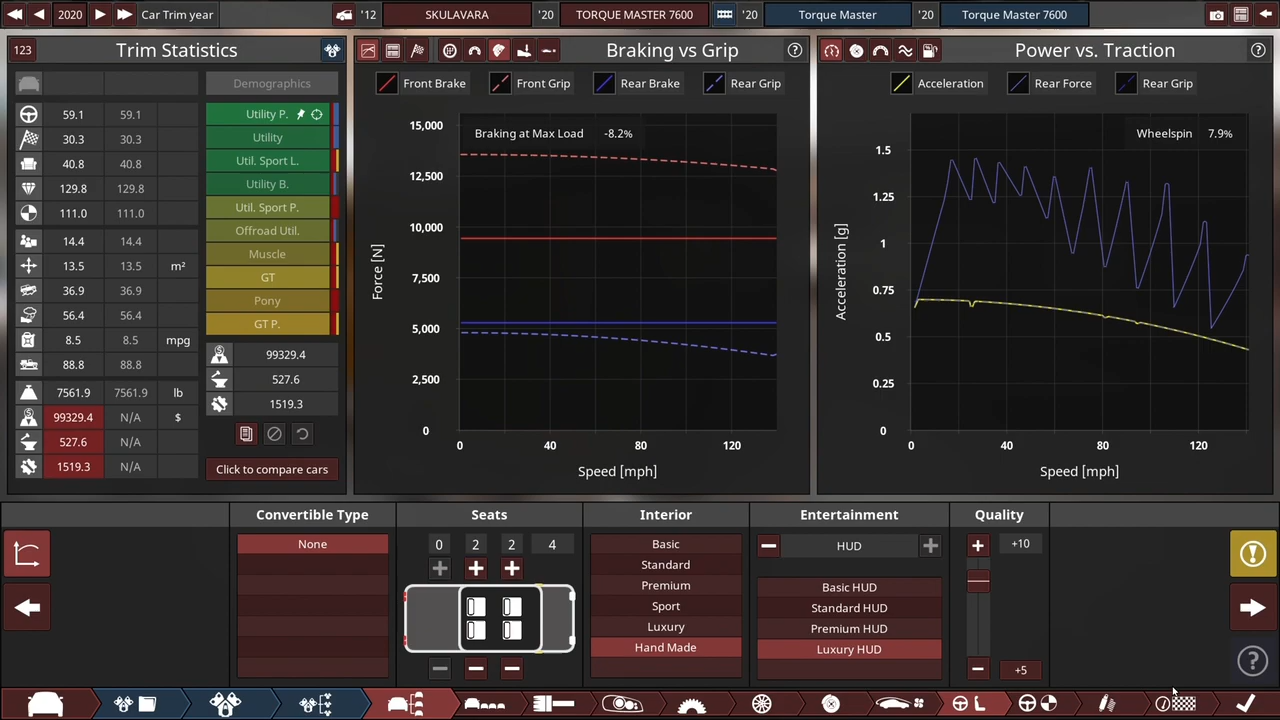 2020 Car Trim year '12 SKULAVARA '20 TORQUE MASTER 7600 '20 Torque Master '20 Torque Master 7600
123 Trim Statistics
Demographics
59.1 59.1 Utility P.
30.3 30.3 Utility
40.8 40.8 Util. Sport L.
129.8 129.8 Utility B.
111.0 111.0 Util. Sport P.
14.4 14.4 Offroad Util.
13.5 13.5 m² Muscle
36.9 36.9 GT
56.4 56.4 Pony
8.5 8.5 mpg GT P.
88.8 88.8
7561.9 7561.9 lb
99329.4 N/A $
527.6 N/A
1519.3 N/A
99329.4
527.6
1519.3
Click to compare cars
Braking vs Grip ?
Front Brake Front Grip Rear Brake Rear Grip
Braking at Max Load -8.2%
Force [N]
15,000
12,500
10,000
7,500
5,000
2,500
0
0 40 80 120
Speed [mph]
Power vs. Traction ?
Acceleration Rear Force Rear Grip
Wheelspin 7.9%
Acceleration [g]
1.5
1.25
1
0.75
0.5
0.25
0
0 40 80 120
Speed [mph]
Convertible Type
None
Seats
0 2 2 4
Interior
Basic
Standard
Premium
Sport
Luxury
Hand Made
Entertainment
HUD
Basic HUD
Standard HUD
Premium HUD
Luxury HUD
Quality
+10
+5
?